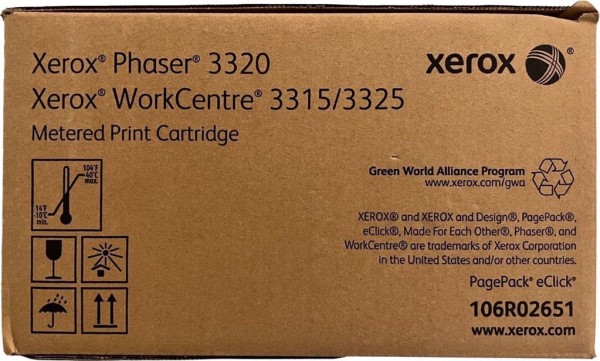 Xerox® Phaser® 3320
Xerox® WorkCentre® 3315/3325
Metered Print Cartridge
xerox®
104°F
40°C
max.
14°F
-10°C
min.
Green World Alliance Program
www.xerox.com/gwa
XEROX® and XEROX and Design®, PagePack®,
eClick®, Made For Each Other®, Phaser®, and
WorkCentre® are trademarks of Xerox Corporation
in the United States and/or other countries.
PagePack® eClick®
106R02651
www.xerox.com